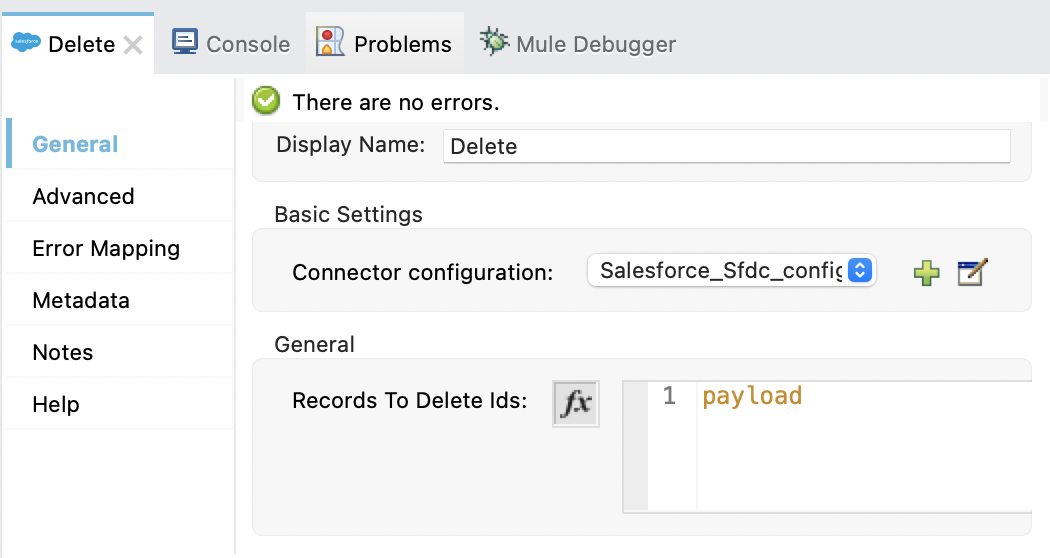 Delete
Console
Problems
Mule Debugger
There are no errors.
General
Advanced
Error Mapping
Metadata
Notes
Help
Display Name:
Delete
Basic Settings
Connector configuration:
Salesforce_Sfdc_config
General
Records To Delete Ids:
fx
1
payload